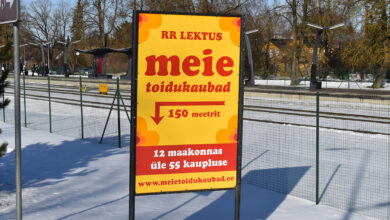 RR LEKTUS
meie
toidukaubad
150 meetrit
12 maakonnas
üle 55 kaupluse
www.meietoidukaubad.ee